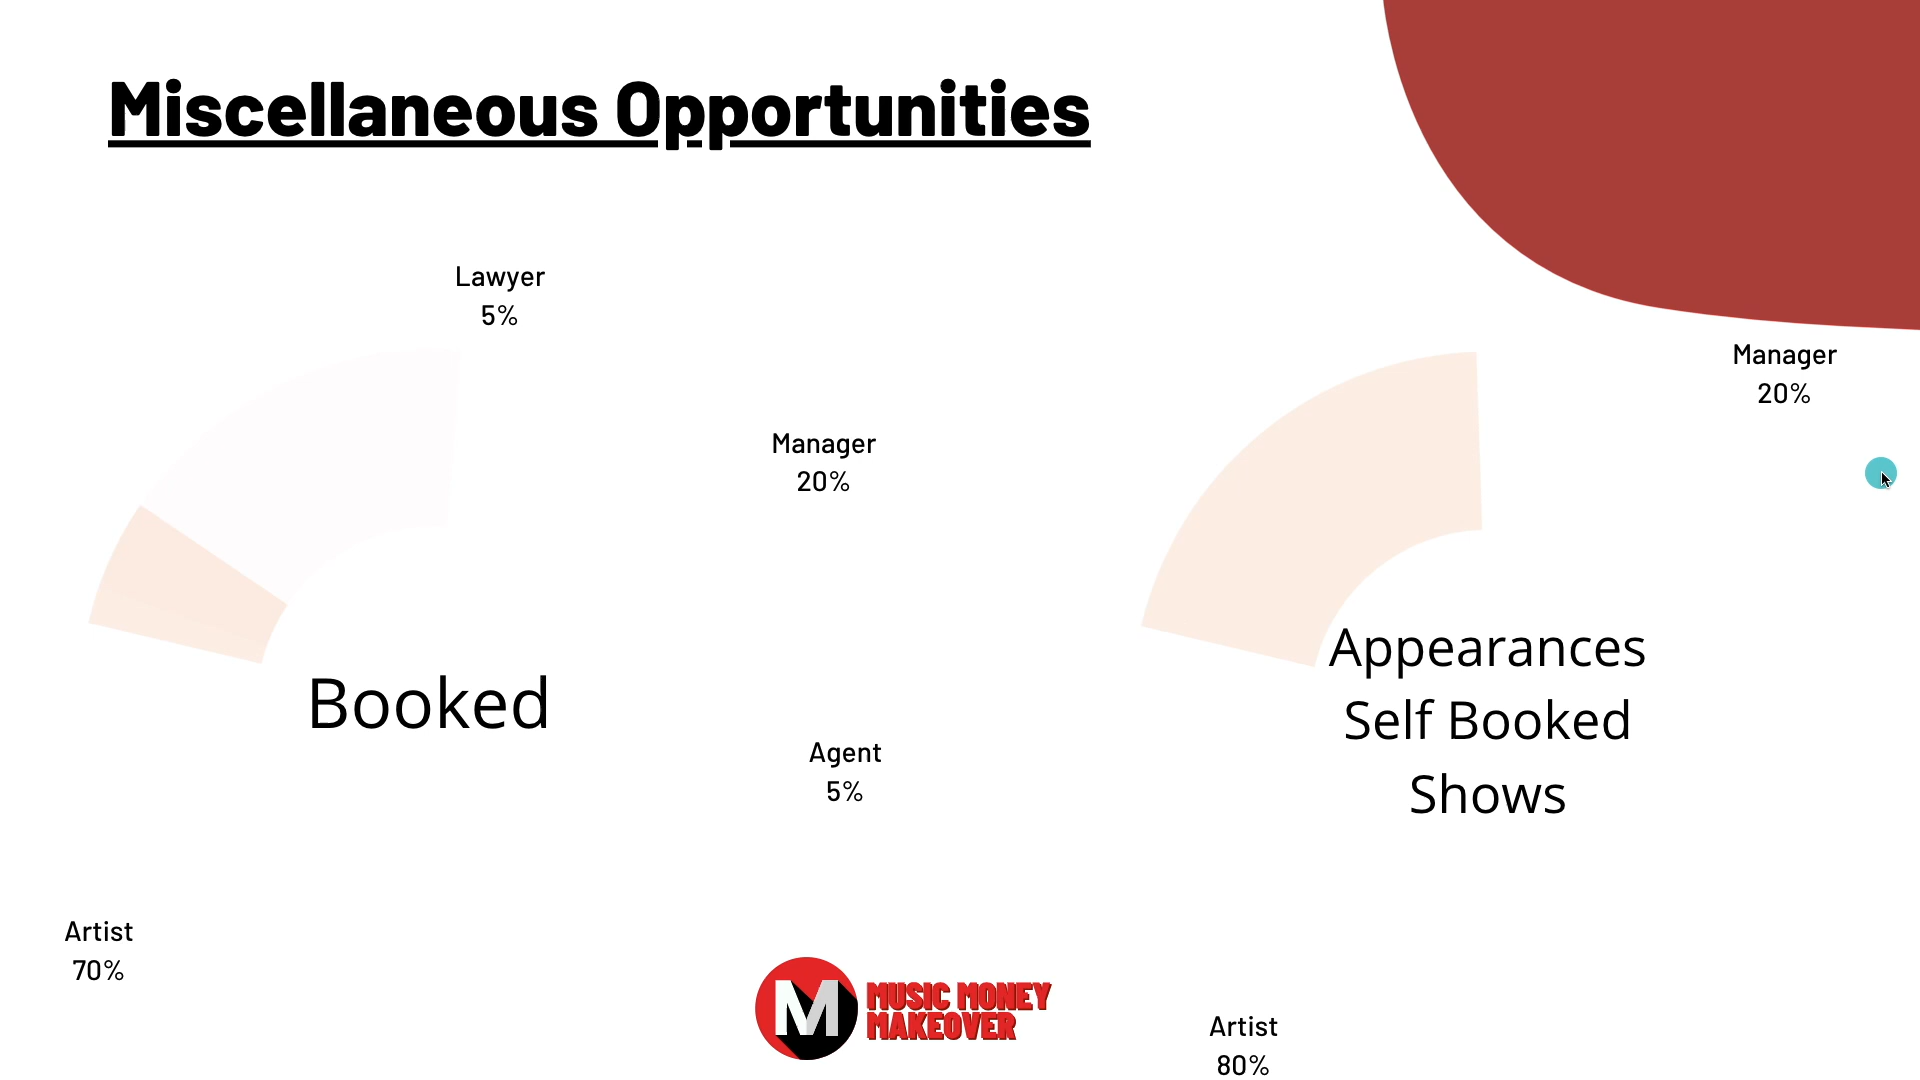 Miscellaneous Opportunities
Lawyer
5%
Manager
20%
Agent
5%
Artist
70%
Booked
Manager
20%
Appearances
Self Booked
Shows
Artist
80%
M
MUSIC MONEY
MAKEOVER